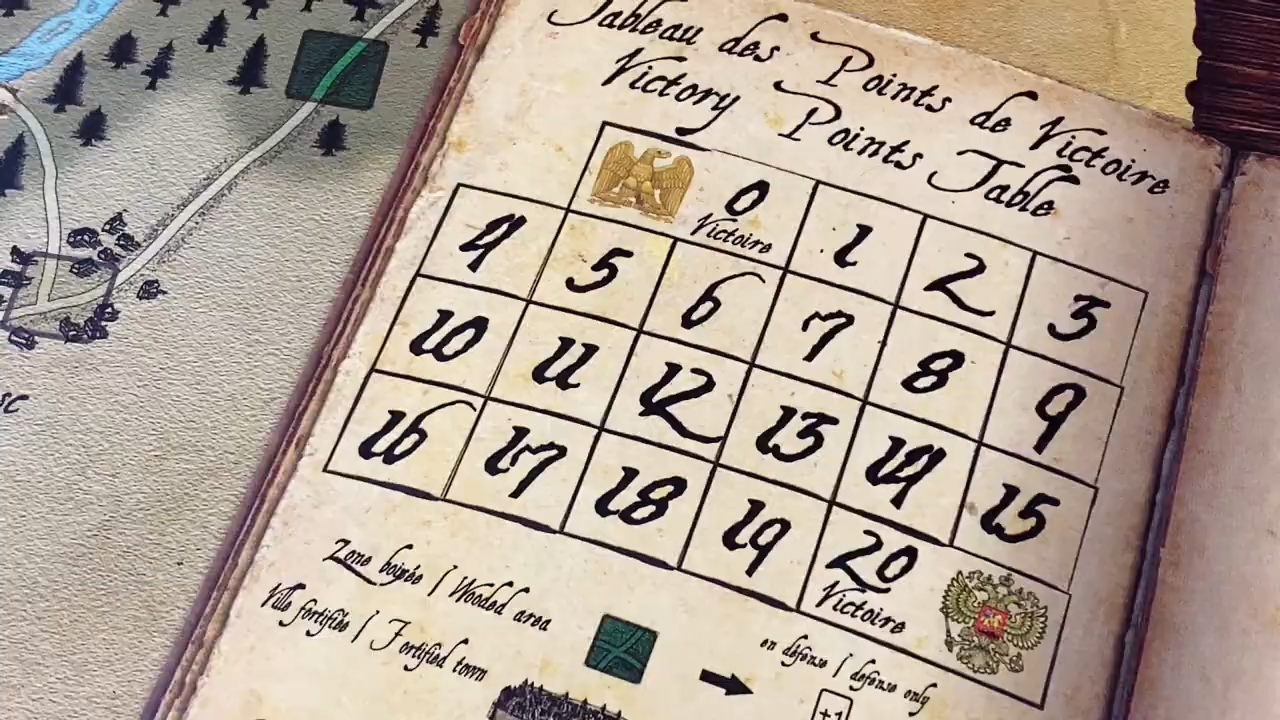 Tableau des Points de Victoire
Victory Points Table
0 Victoire 1 2 3
4 5 6 7 8 9
10 11 12 13 14 15
16 17 18 19 20 Victoire
Zone boisée / Wooded area
Ville fortifiée / Fortified town
en défense / defense only
+1
sc